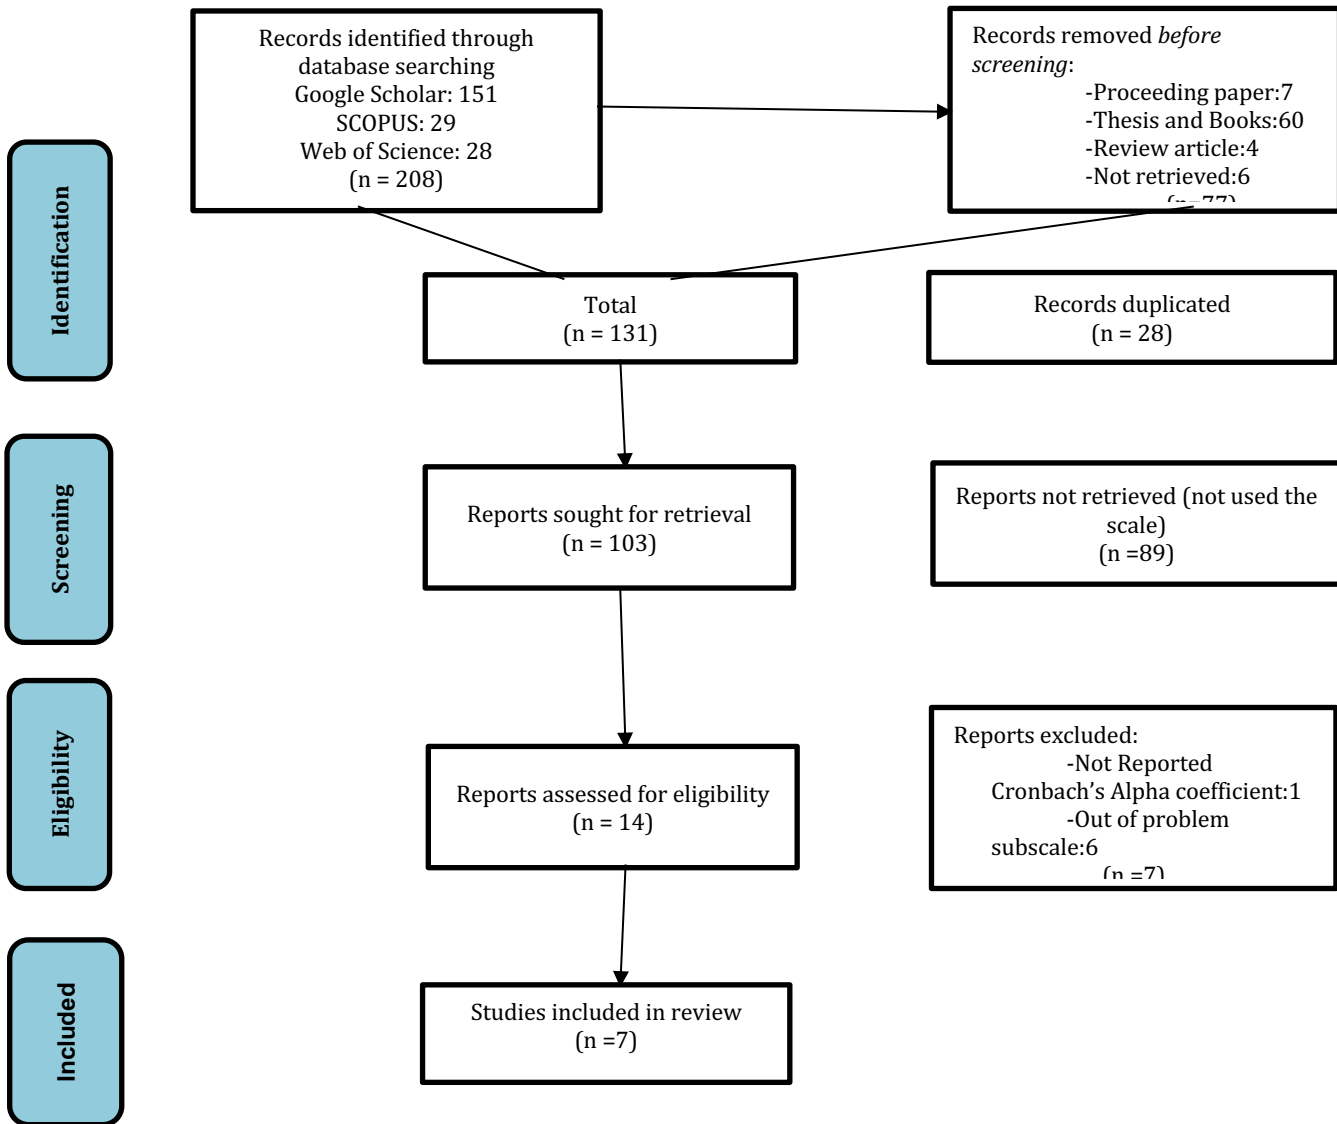 Records identified through
database searching
Google Scholar: 151
SCOPUS: 29
Web of Science: 28
(n = 208)
Records removed before
screening:
-Proceeding paper:7
-Thesis and Books:60
-Review article:4
-Not retrieved:6
(n=77)
Identification
Total
(n = 131)
Records duplicated
(n = 28)
Screening
Reports sought for retrieval
(n = 103)
Reports not retrieved (not used the
scale)
(n =89)
Eligibility
Reports assessed for eligibility
(n = 14)
Reports excluded:
-Not Reported
Cronbach’s Alpha coefficient:1
-Out of problem
subscale:6
(n =7)
Included
Studies included in review
(n =7)